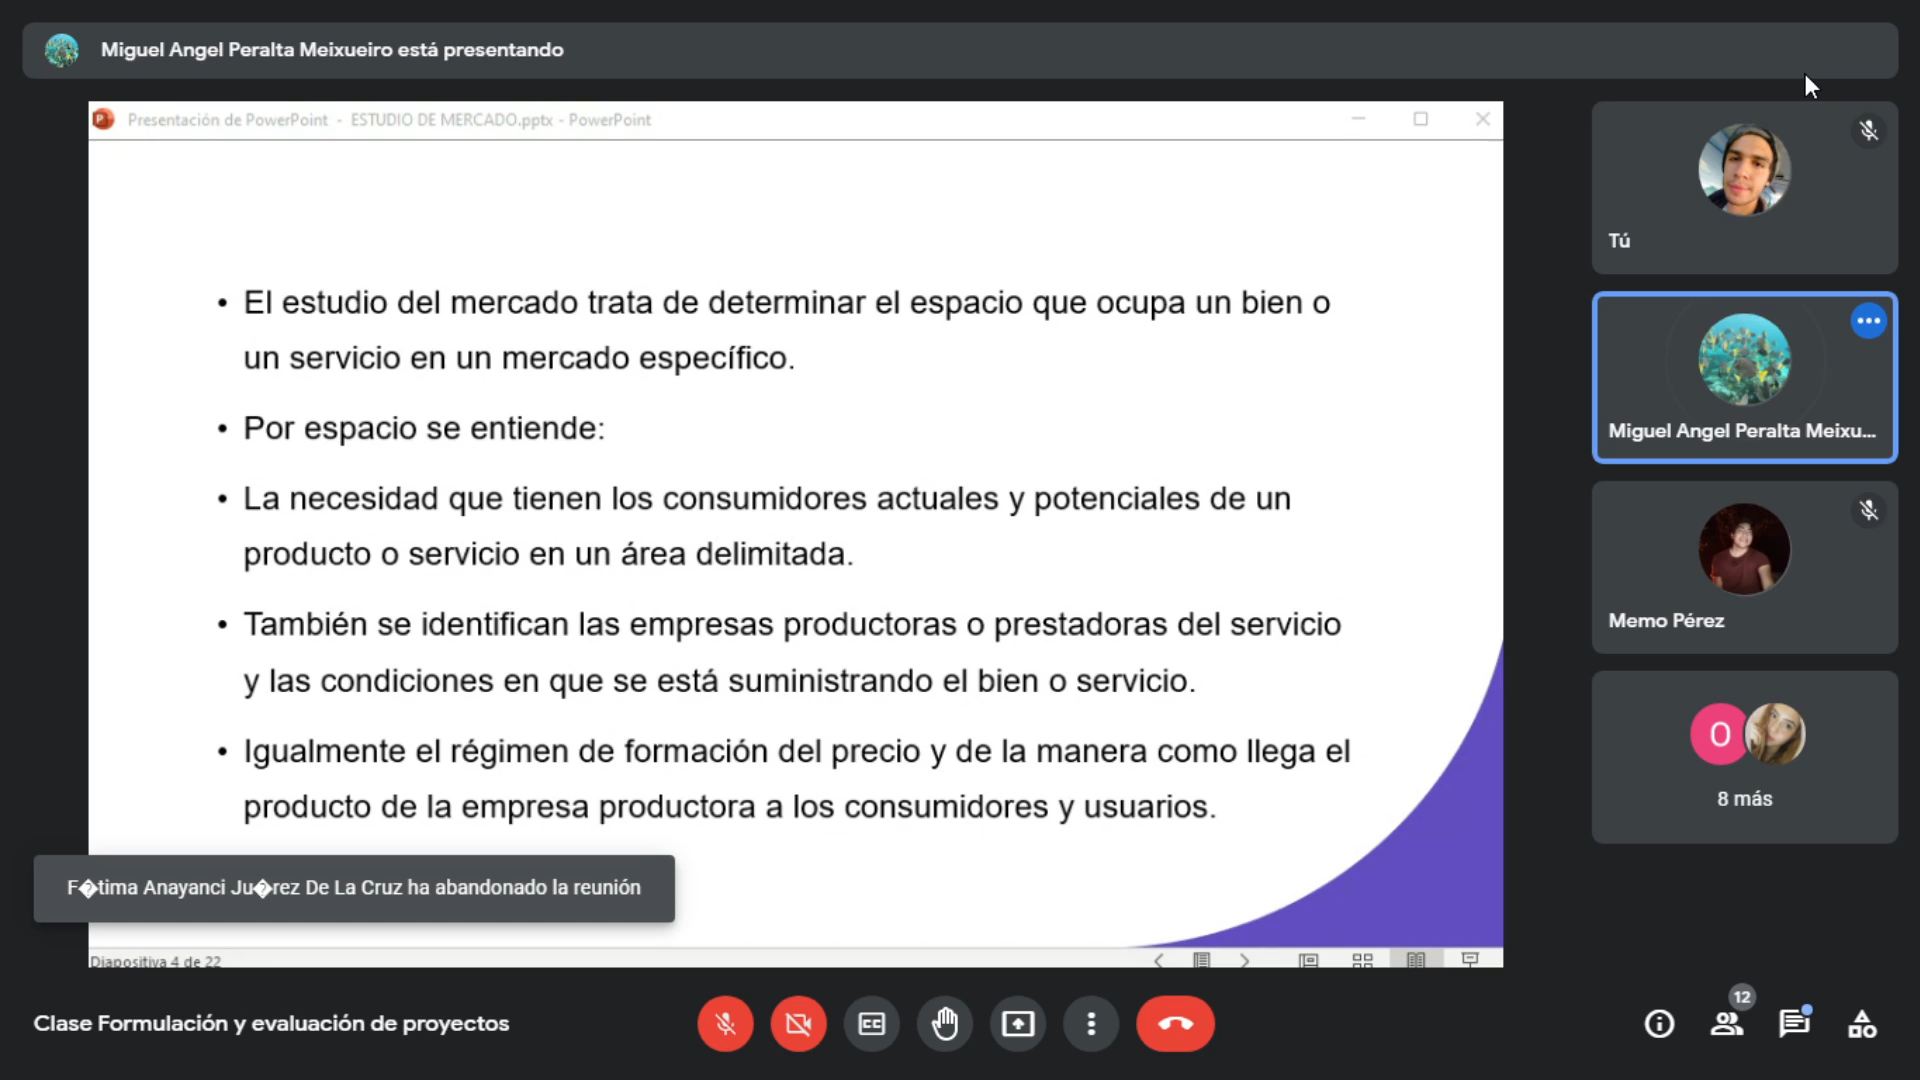 Miguel Angel Peralta Meixueiro está presentando
Presentación de PowerPoint - ESTUDIO DE MERCADO.pptx - PowerPoint
• El estudio del mercado trata de determinar el espacio que ocupa un bien o
un servicio en un mercado específico.
• Por espacio se entiende:
• La necesidad que tienen los consumidores actuales y potenciales de un
producto o servicio en un área delimitada.
• También se identifican las empresas productoras o prestadoras del servicio
y las condiciones en que se está suministrando el bien o servicio.
• Igualmente el régimen de formación del precio y de la manera como llega el
producto de la empresa productora a los consumidores y usuarios.
F�tima Anayanci Ju�rez De La Cruz ha abandonado la reunión
Diapositiva 4 de 22
Tú
Miguel Angel Peralta Meixu...
Memo Pérez
O
8 más
Clase Formulación y evaluación de proyectos
CC
12